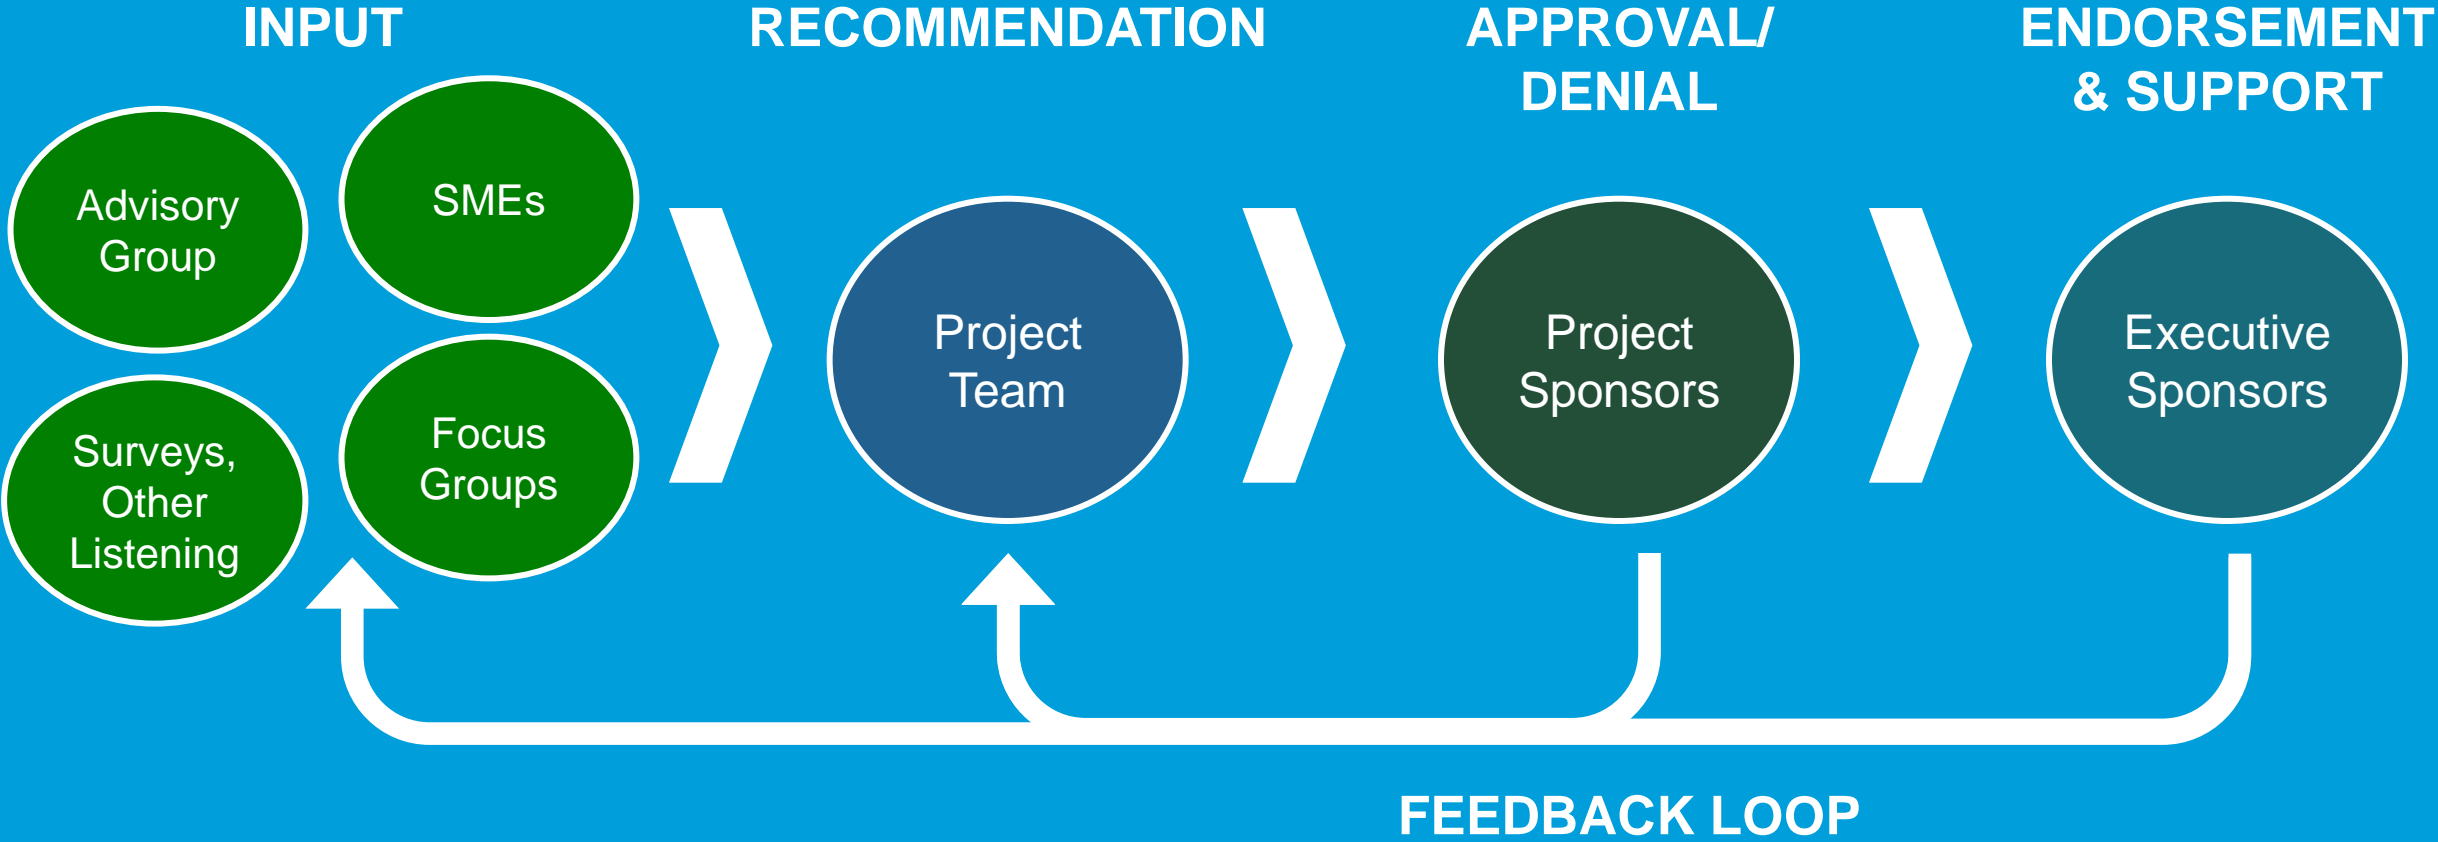 INPUT
RECOMMENDATION
APPROVAL/
DENIAL
ENDORSEMENT
& SUPPORT
Advisory
Group
SMEs
Surveys,
Other
Listening
Focus
Groups
Project
Team
Project
Sponsors
Executive
Sponsors
FEEDBACK LOOP